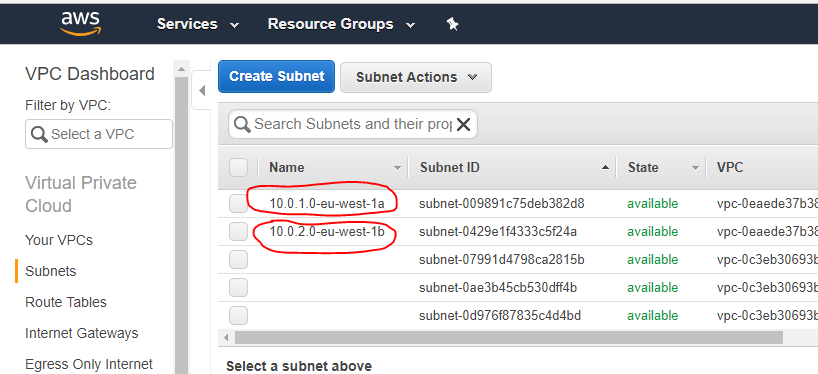 aws Services Resource Groups
VPC Dashboard
Filter by VPC:
Select a VPC
Virtual Private
Cloud
Your VPCs
Subnets
Route Tables
Internet Gateways
Egress Only Internet
Create Subnet Subnet Actions
Search Subnets and their prop
Name Subnet ID State VPC
10.0.1.0-eu-west-1a subnet-009891c75deb382d8 available vpc-0eaede37b38
10.0.2.0-eu-west-1b subnet-0429e1f4333c5f24a available vpc-0eaede37b38
subnet-07991d4798ca2815b available vpc-0c3eb30693b
subnet-0ae3b45cb530dff4b available vpc-0c3eb30693b
subnet-0d976f87835c4d4bd available vpc-0c3eb30693b
Select a subnet above